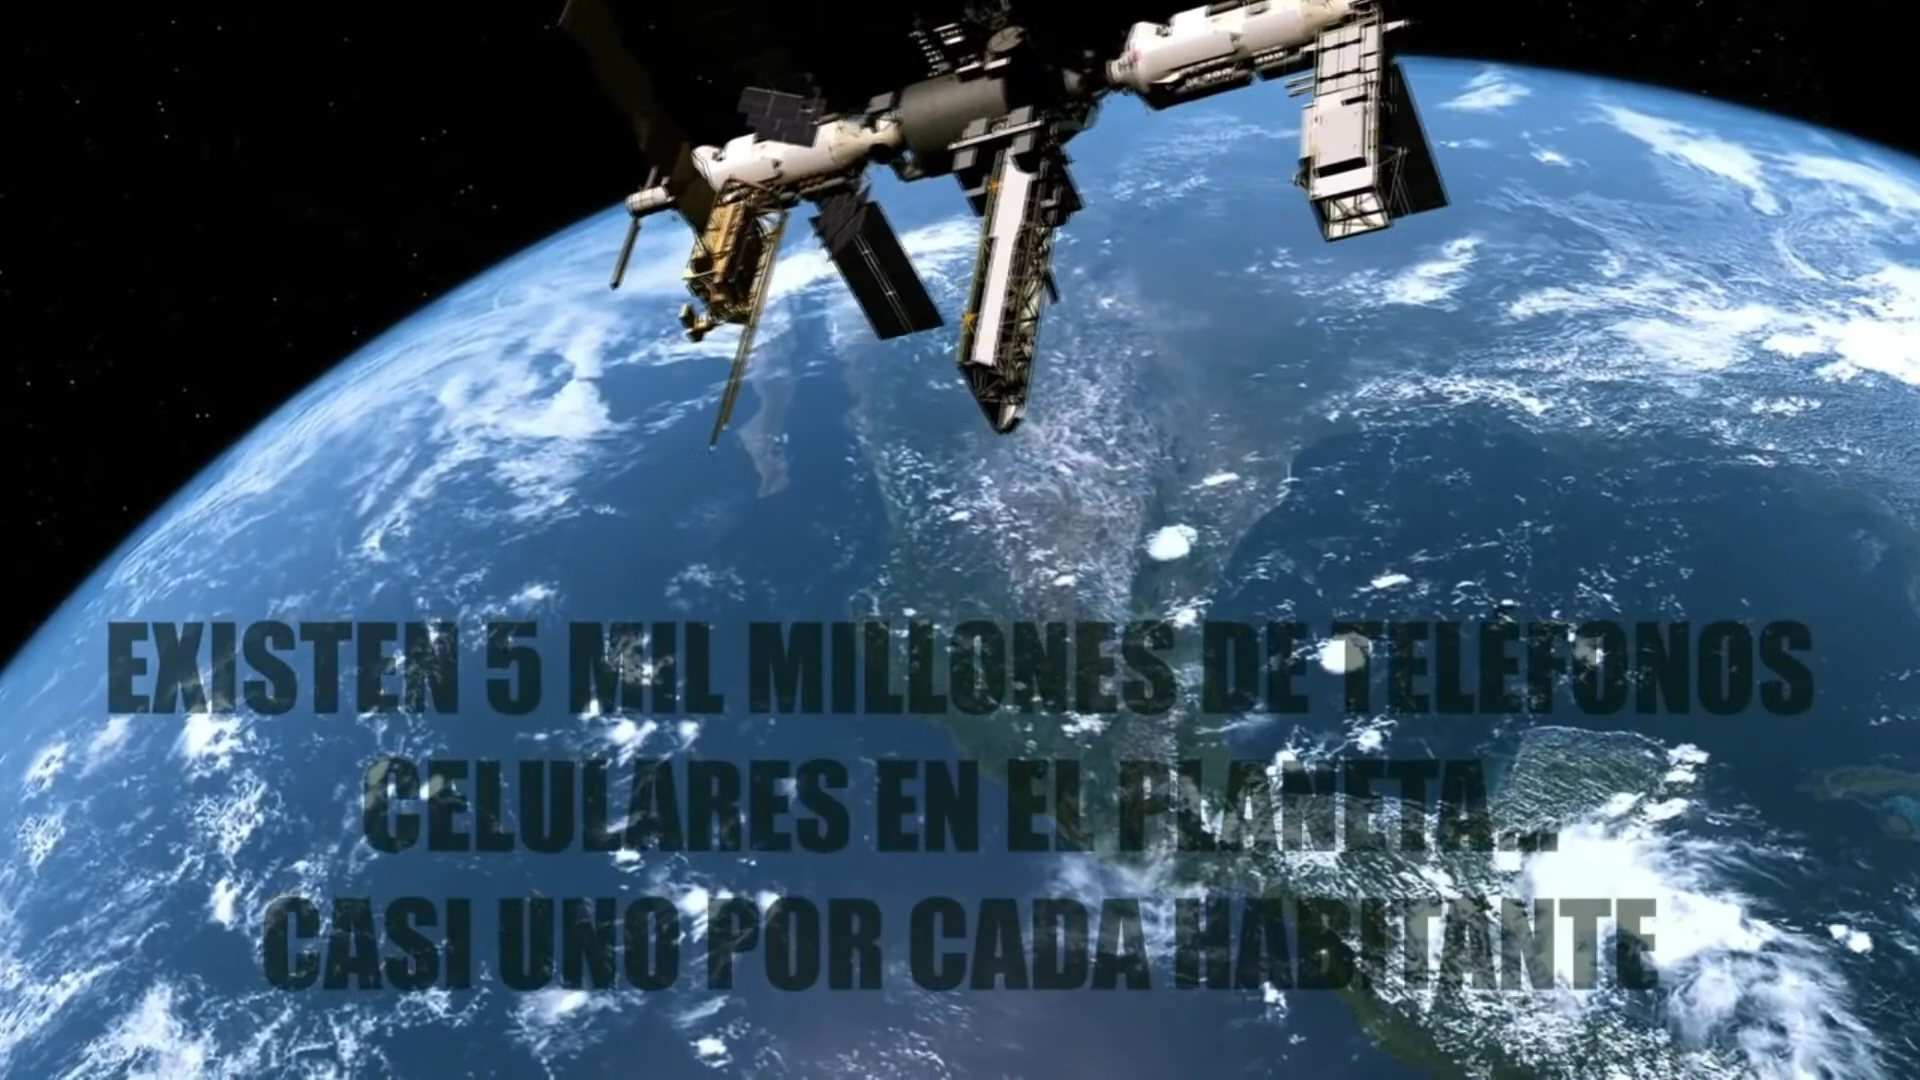 EXISTEN 5 MIL MILLONES DE TELEFONOS
CELULARES EN EL PLANETA...
CASI UNO POR CADA HABITANTE